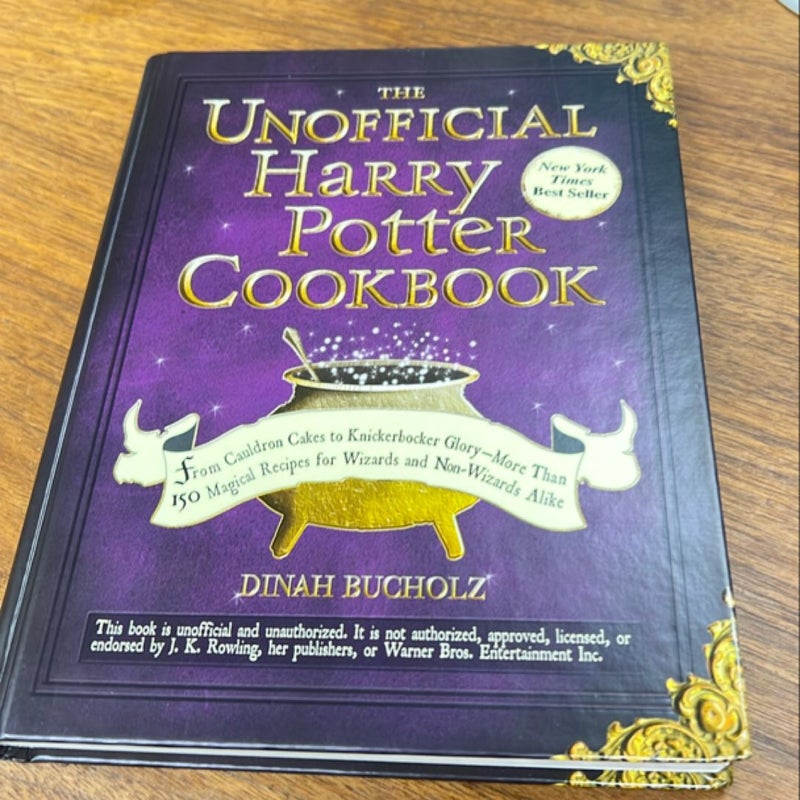 THE
UNOFFICIAL
HARRY
POTTER
COOKBOOK
New York
Times
Best Seller
From Cauldron Cakes to Knickerbocker Glory—More Than
150 Magical Recipes for Wizards and Non-Wizards Alike
DINAH BUCHOLZ
This book is unofficial and unauthorized. It is not authorized, approved, licensed, or
endorsed by J. K. Rowling, her publishers, or Warner Bros. Entertainment Inc.